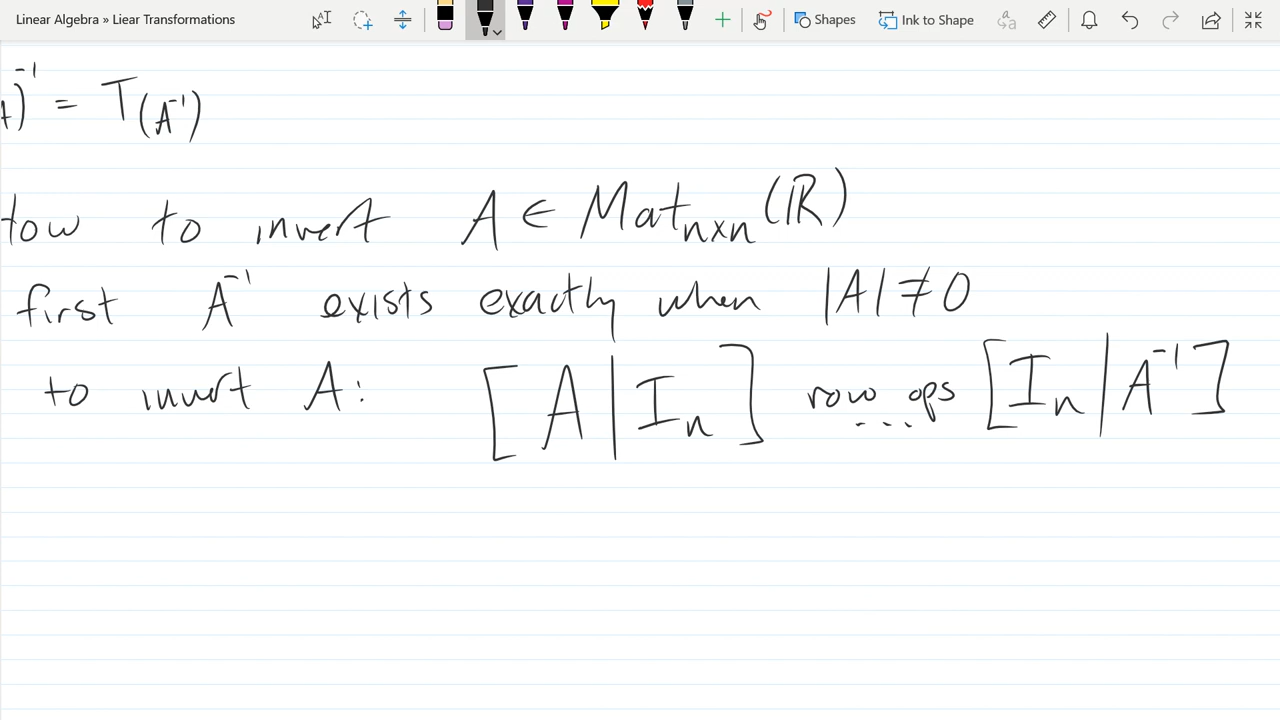 Linear Algebra » Liear Transformations
Shapes
Ink to Shape
)⁻¹ = T(A⁻¹)
How to invert A ∈ Matₙₓₙ(ℝ)
first A⁻¹ exists exactly when |A| ≠ 0
to invert A: [A | Iₙ] row ops ... [Iₙ | A⁻¹]